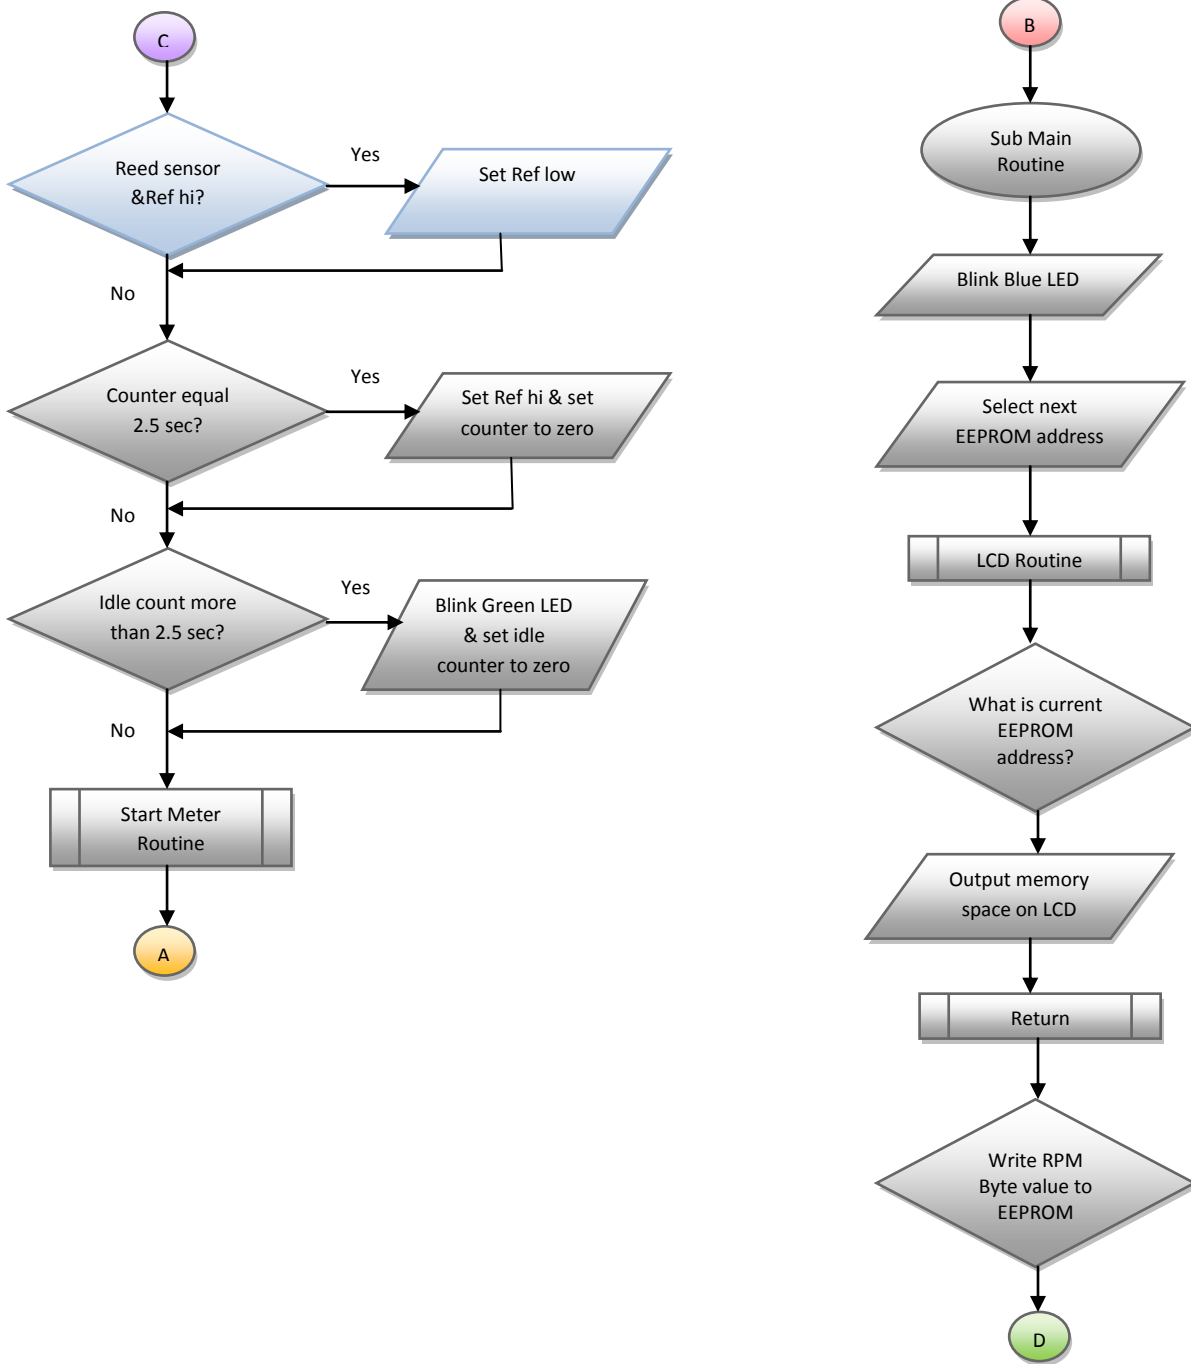 C
Reed sensor
&Ref hi?
Yes
Set Ref low
No
Counter equal
2.5 sec?
Yes
Set Ref hi & set
counter to zero
No
Idle count more
than 2.5 sec?
Yes
Blink Green LED
& set idle
counter to zero
No
Start Meter
Routine
A
B
Sub Main
Routine
Blink Blue LED
Select next
EEPROM address
LCD Routine
What is current
EEPROM
address?
Output memory
space on LCD
Return
Write RPM
Byte value to
EEPROM
D